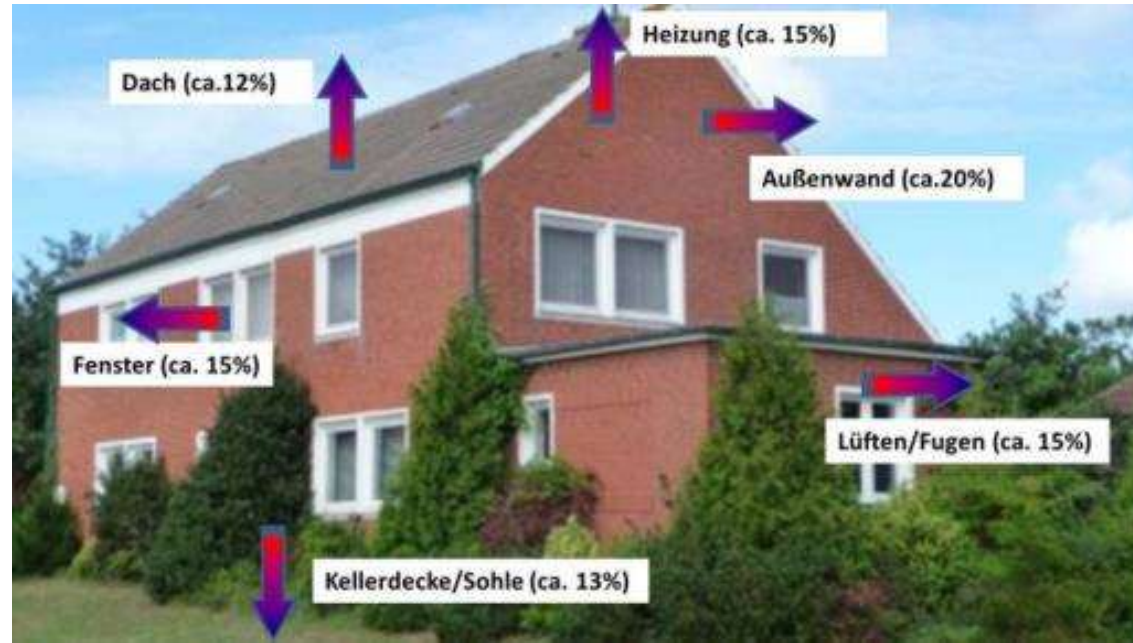 Heizung (ca. 15%)
Dach (ca.12%)
Außenwand (ca.20%)
Fenster (ca. 15%)
Lüften/Fugen (ca. 15%)
Kellerdecke/Sohle (ca. 13%)